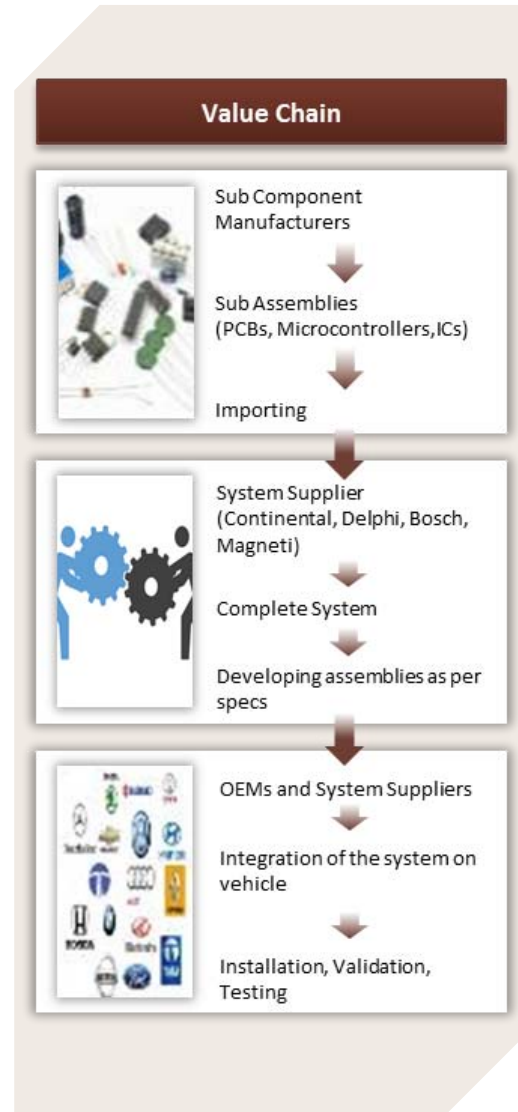 Value Chain
Sub Component
Manufacturers
Sub Assemblies
(PCBs, Microcontrollers,ICs)
Importing
System Supplier
(Continental, Delphi, Bosch,
Magneti)
Complete System
Developing assemblies as per
specs
OEMs and System Suppliers
Integration of the system on
vehicle
Installation, Validation,
Testing
HONDA